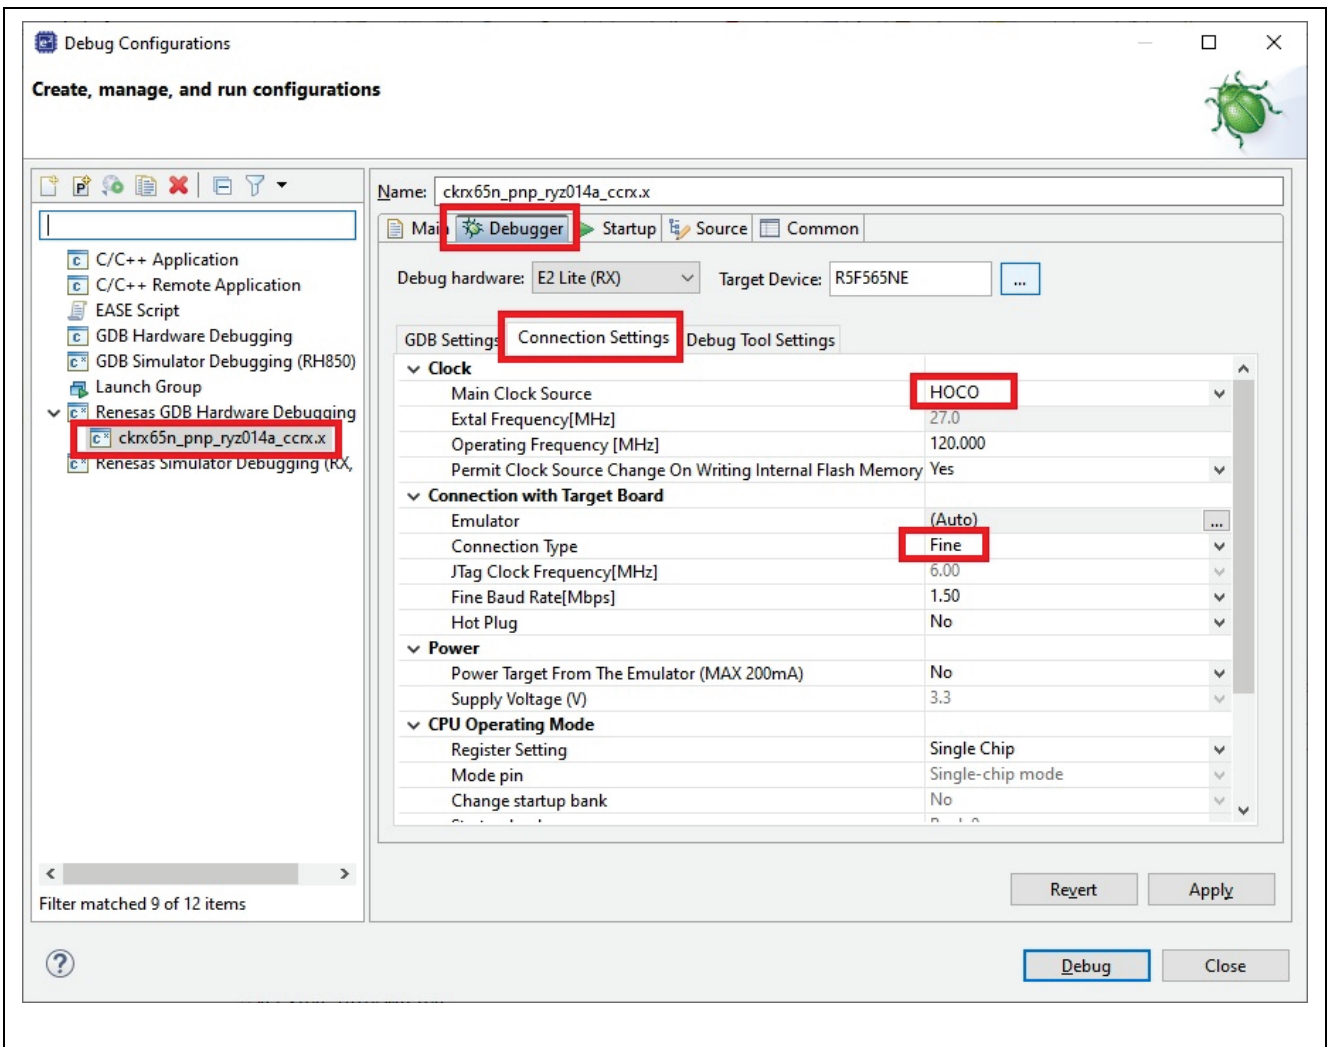 Debug Configurations
Create, manage, and run configurations
Name: ckrx65n_pnp_ryz014a_ccrx.x
Main Debugger Startup Source Common
C/C++ Application
C/C++ Remote Application
EASE Script
GDB Hardware Debugging
GDB Simulator Debugging (RH850)
Launch Group
Renesas GDB Hardware Debugging
ckrx65n_pnp_ryz014a_ccrx.x
Renesas Simulator Debugging (RX,
Filter matched 9 of 12 items
Debug hardware: E2 Lite (RX) Target Device: R5F565NE ...
GDB Settings Connection Settings Debug Tool Settings
Clock
Main Clock Source HOCO
Extal Frequency[MHz] 27.0
Operating Frequency [MHz] 120.000
Permit Clock Source Change On Writing Internal Flash Memory Yes
Connection with Target Board
Emulator (Auto) ...
Connection Type Fine
JTag Clock Frequency[MHz] 6.00
Fine Baud Rate[Mbps] 1.50
Hot Plug No
Power
Power Target From The Emulator (MAX 200mA) No
Supply Voltage (V) 3.3
CPU Operating Mode
Register Setting Single Chip
Mode pin Single-chip mode
Change startup bank No
Revert Apply
Debug Close